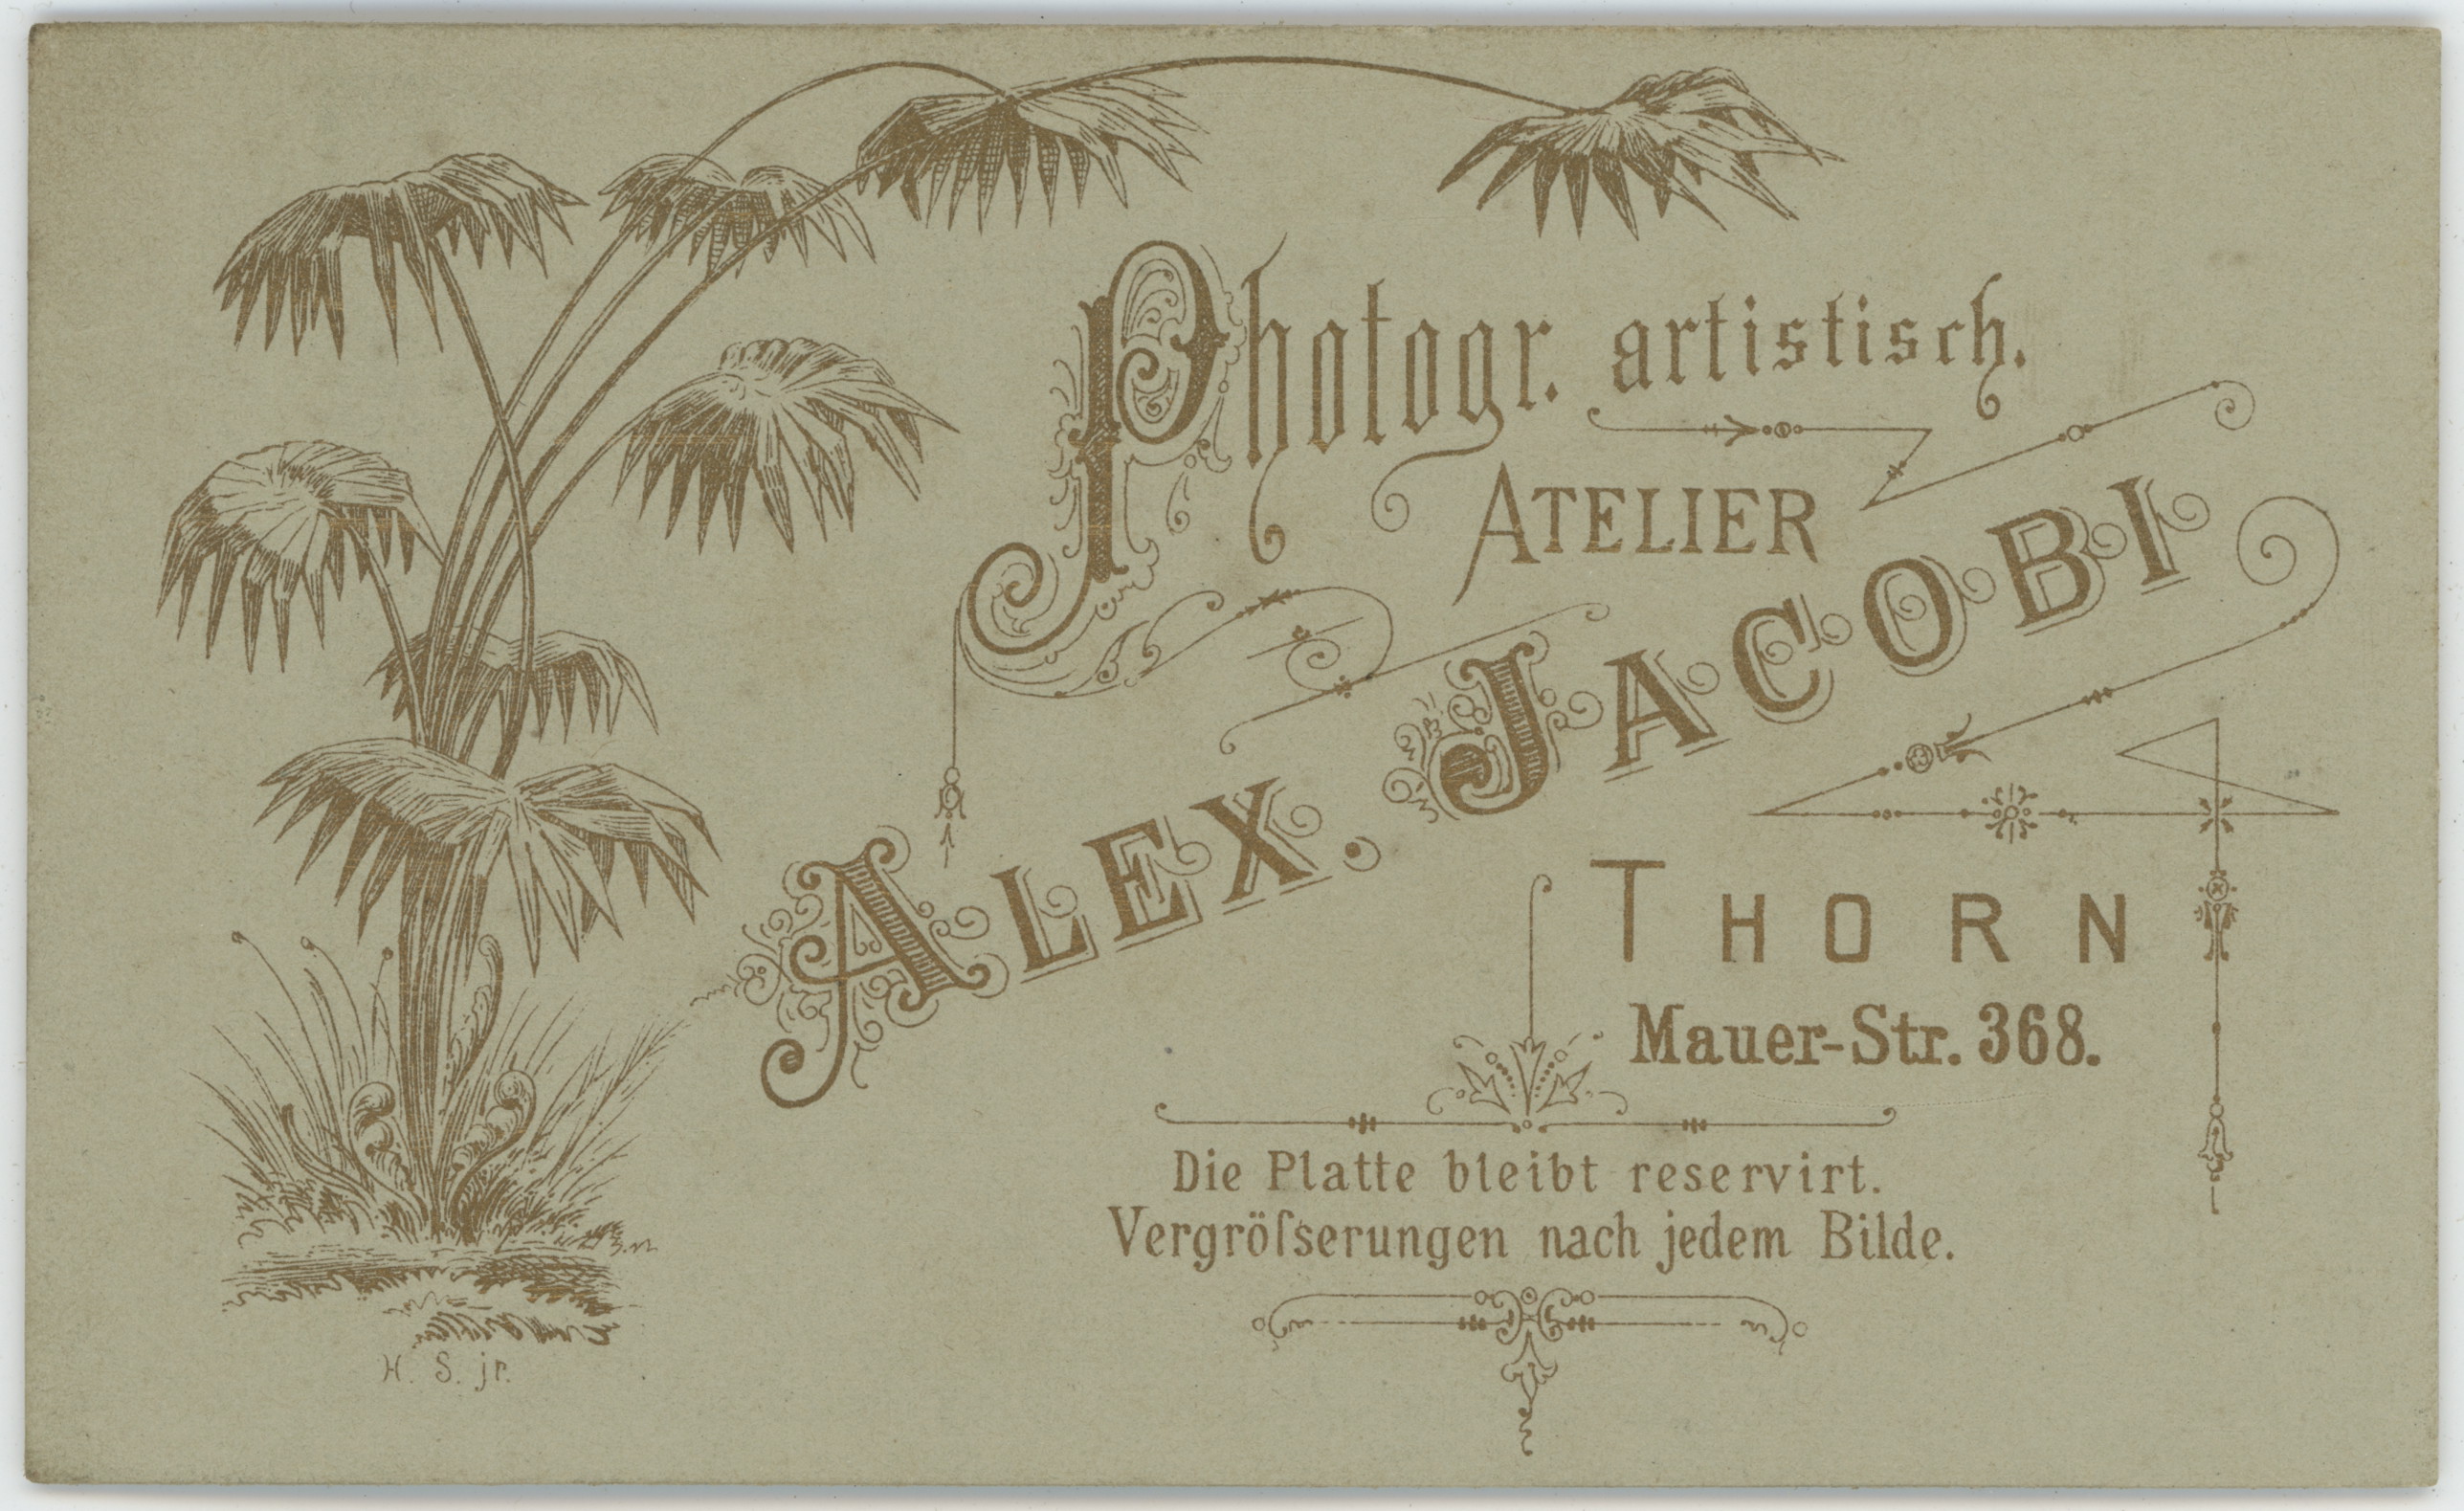 Photogr. artistisch.
ATELIER
ALEX. JACOBI
THORN
Mauer-Str. 368.
Die Platte bleibt reservirt.
Vergröſserungen nach jedem Bilde.
H. S. jr.